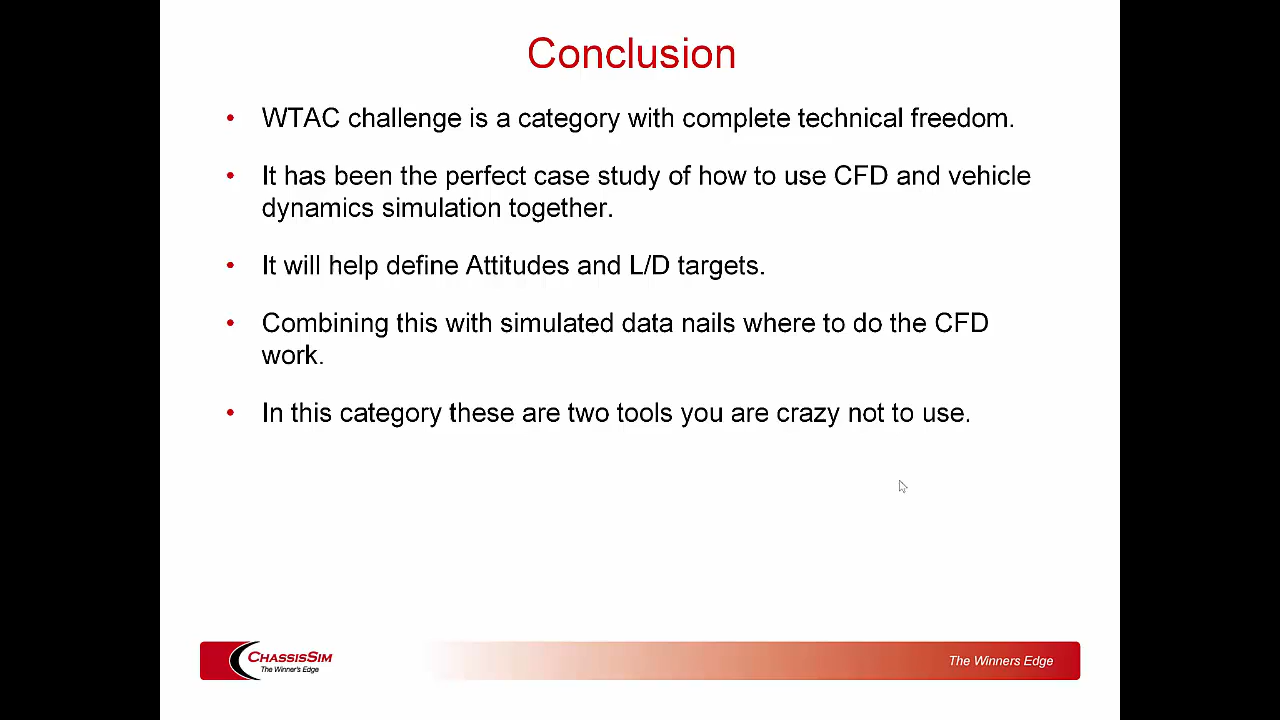 Conclusion
• WTAC challenge is a category with complete technical freedom.
• It has been the perfect case study of how to use CFD and vehicle
dynamics simulation together.
• It will help define Attitudes and L/D targets.
• Combining this with simulated data nails where to do the CFD
work.
• In this category these are two tools you are crazy not to use.
CHASSISSIM
The Winner's Edge
The Winners Edge